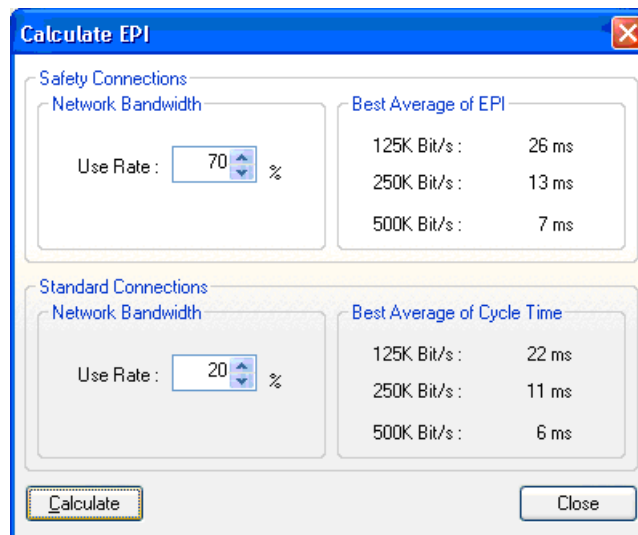 Calculate EPI
Safety Connections
Network Bandwidth
Use Rate : 70 %
Best Average of EPI
125K Bit/s : 26 ms
250K Bit/s : 13 ms
500K Bit/s : 7 ms
Standard Connections
Network Bandwidth
Use Rate : 20 %
Best Average of Cycle Time
125K Bit/s : 22 ms
250K Bit/s : 11 ms
500K Bit/s : 6 ms
Calculate
Close